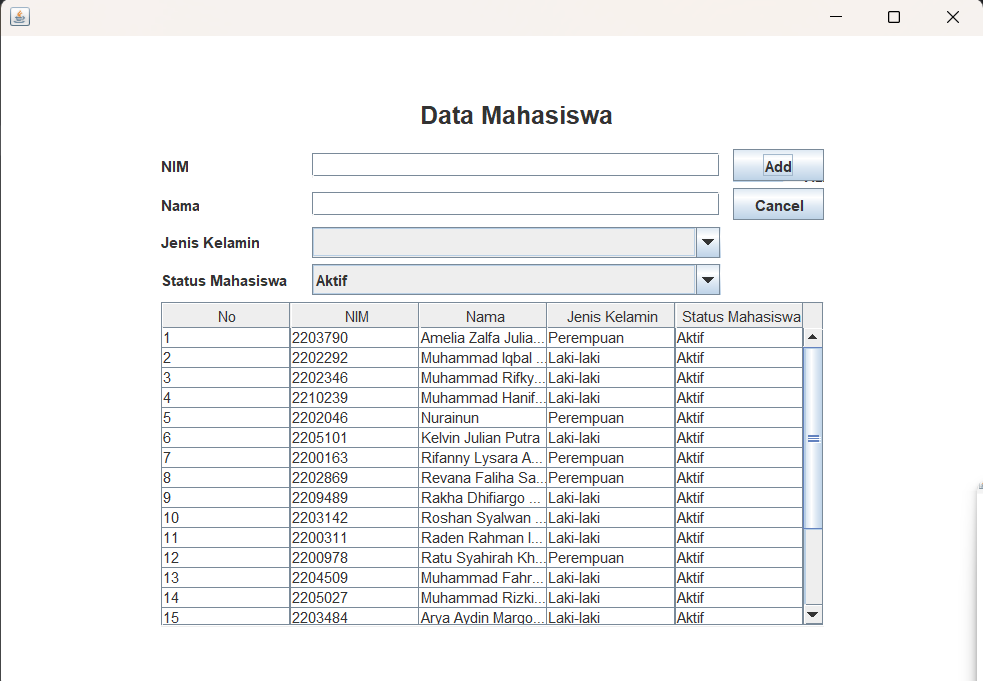 Data Mahasiswa
NIM
Add
Nama
Cancel
Jenis Kelamin
Status Mahasiswa Aktif
No NIM Nama Jenis Kelamin Status Mahasiswa
1 2203790 Amelia Zalfa Julia... Perempuan Aktif
2 2202292 Muhammad Iqbal ... Laki-laki Aktif
3 2202346 Muhammad Rifky... Laki-laki Aktif
4 2210239 Muhammad Hanif... Laki-laki Aktif
5 2202046 Nurainun Perempuan Aktif
6 2205101 Kelvin Julian Putra Laki-laki Aktif
7 2200163 Rifanny Lysara A... Perempuan Aktif
8 2202869 Revana Faliha Sa... Perempuan Aktif
9 2209489 Rakha Dhifiargo ... Laki-laki Aktif
10 2203142 Roshan Syalwan ... Laki-laki Aktif
11 2200311 Raden Rahman I... Laki-laki Aktif
12 2200978 Ratu Syahirah Kh... Perempuan Aktif
13 2204509 Muhammad Fahr... Laki-laki Aktif
14 2205027 Muhammad Rizki... Laki-laki Aktif
15 2203484 Arya Aydin Margo... Laki-laki Aktif